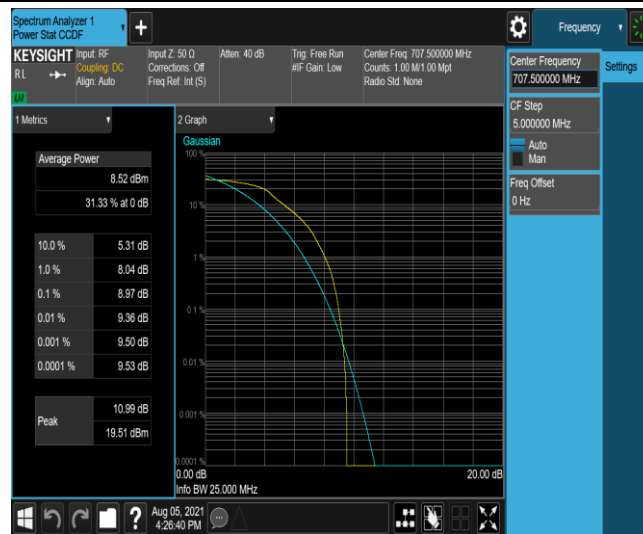 Spectrum Analyzer 1
Power Stat CCDF
+
Frequency
KEYSIGHT
RL
LXI
Input: RF
Coupling: DC
Align: Auto
Input Z: 50 Ω
Corrections: Off
Freq Ref: Int (S)
Atten: 40 dB
Trig: Free Run
#IF Gain: Low
Center Freq: 707.500000 MHz
Counts: 1.00 M/1.00 Mpt
Radio Std: None
Center Frequency
707.500000 MHz
Settings
CF Step
5.000000 MHz
Auto
Man
Freq Offset
0 Hz
1 Metrics
Average Power
8.52 dBm
31.33 % at 0 dB
10.0 % 5.31 dB
1.0 % 8.04 dB
0.1 % 8.97 dB
0.01 % 9.36 dB
0.001 % 9.50 dB
0.0001 % 9.53 dB
Peak
10.99 dB
19.51 dBm
2 Graph
Gaussian
100 %
10 %
1 %
0.1 %
0.01 %
0.001 %
0.0001 %
0.00 dB 20.00 dB
Info BW 25.000 MHz
?
Aug 05, 2021
4:26:40 PM